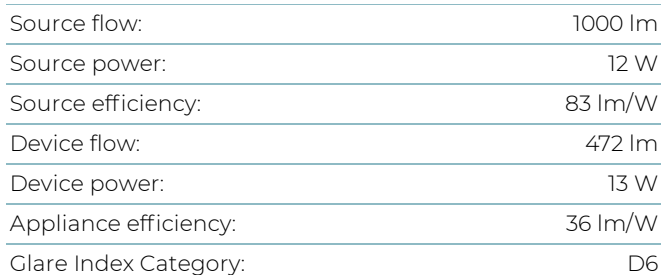 Source flow: 1000 lm
Source power: 12 W
Source efficiency: 83 lm/W
Device flow: 472 lm
Device power: 13 W
Appliance efficiency: 36 lm/W
Glare Index Category: D6